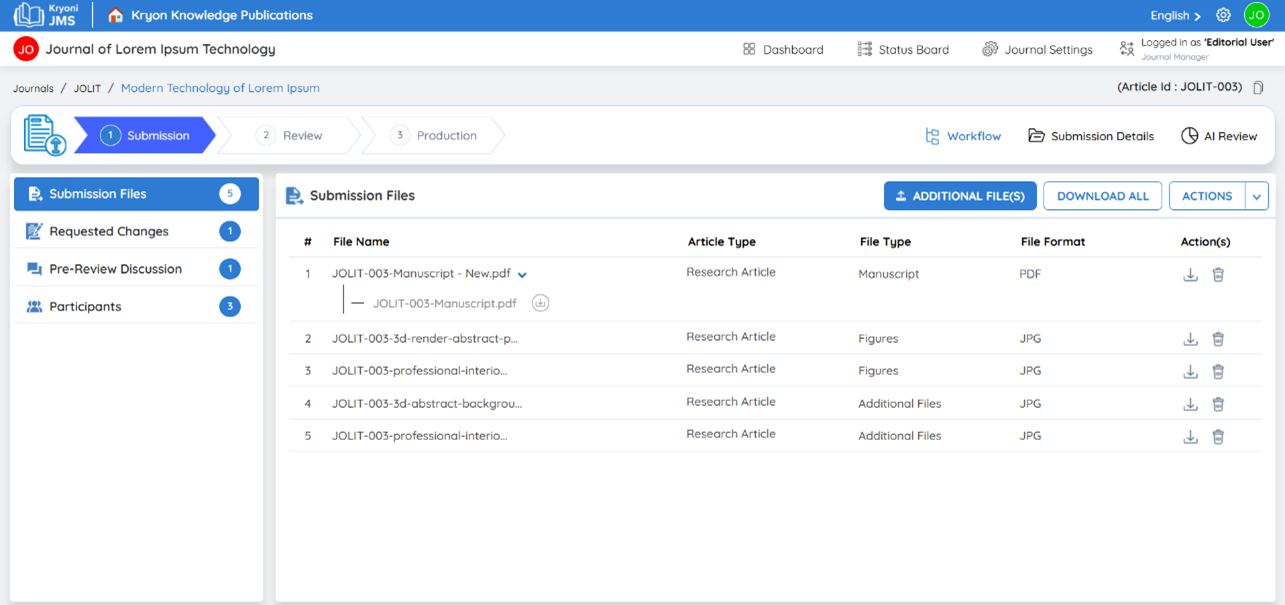 Kryoni
JMS
Kryon Knowledge Publications
English
JO
JO
Journal of Lorem Ipsum Technology
Dashboard
Status Board
Journal Settings
Logged in as 'Editorial User'
Journal Manager
Journals / JOLIT / Modern Technology of Lorem Ipsum
(Article Id : JOLIT-003)
1 Submission
2 Review
3 Production
Workflow
Submission Details
AI Review
Submission Files 5
Requested Changes 1
Pre-Review Discussion 1
Participants 3
Submission Files
ADDITIONAL FILE(S)
DOWNLOAD ALL
ACTIONS
# File Name Article Type File Type File Format Action(s)
1 JOLIT-003-Manuscript - New.pdf Research Article Manuscript PDF
JOLIT-003-Manuscript.pdf
2 JOLIT-003-3d-render-abstract-p... Research Article Figures JPG
3 JOLIT-003-professional-interio... Research Article Figures JPG
4 JOLIT-003-3d-abstract-backgrou... Research Article Additional Files JPG
5 JOLIT-003-professional-interio... Research Article Additional Files JPG